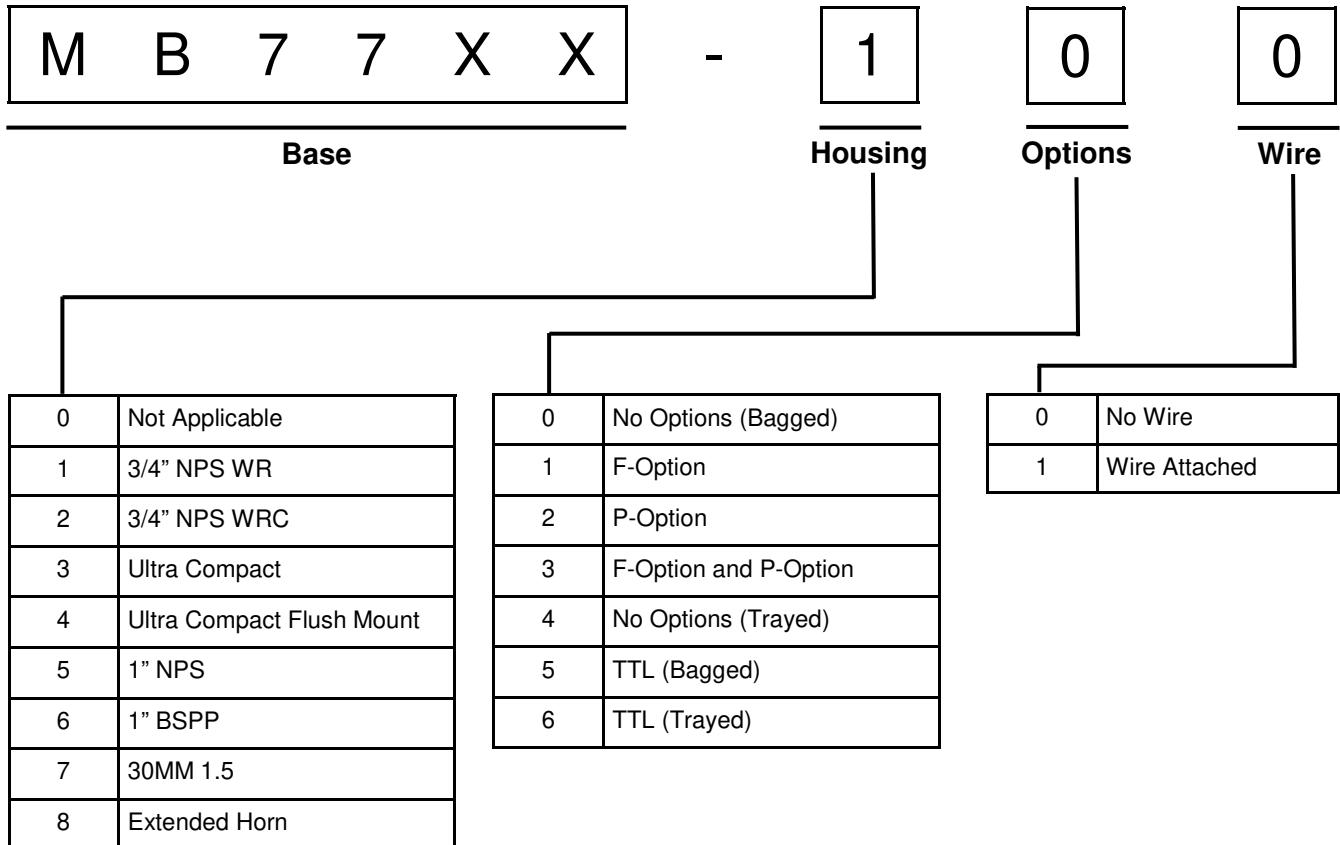 M B 7 7 X X - 1 0 0
Base Housing Options Wire
0 Not Applicable
1 3/4” NPS WR
2 3/4” NPS WRC
3 Ultra Compact
4 Ultra Compact Flush Mount
5 1” NPS
6 1” BSPP
7 30MM 1.5
8 Extended Horn
0 No Options (Bagged)
1 F-Option
2 P-Option
3 F-Option and P-Option
4 No Options (Trayed)
5 TTL (Bagged)
6 TTL (Trayed)
0 No Wire
1 Wire Attached